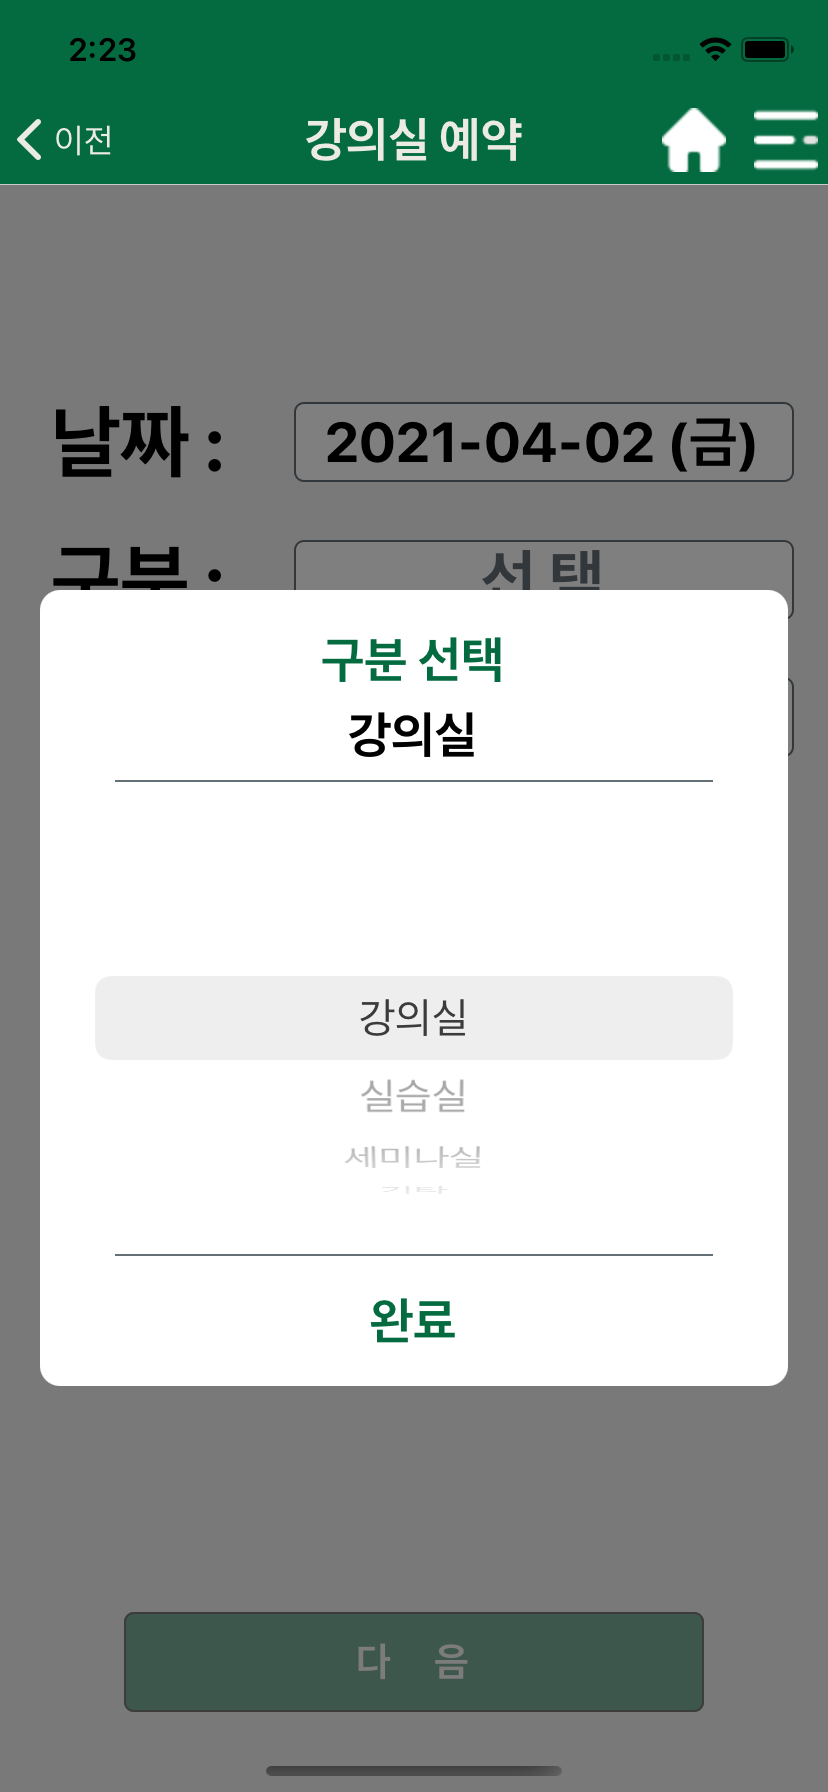 2:23
이전
강의실 예약
날짜 :
2021-04-02 (금)
구분 :
선 택
구분 선택
강의실
강의실
실습실
세미나실
완료
다 음